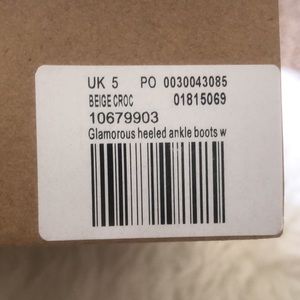 UK 5 PO 0030043085
BEIGE CROC 01815069
10679903
Glamorous heeled ankle boots w